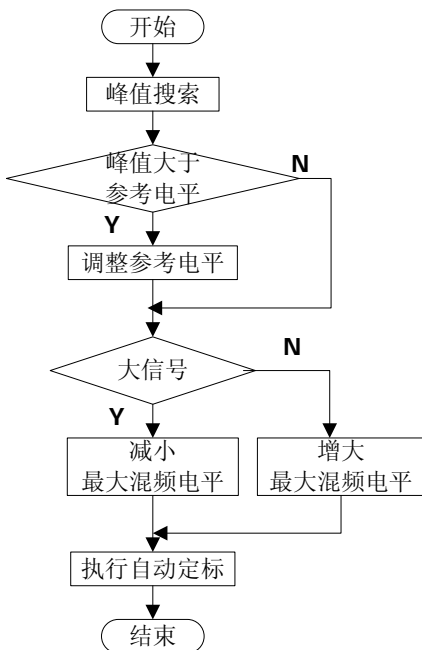 开始
峰值搜索
峰值大于
参考电平
N
Y
调整参考电平
大信号
N
Y
减小
最大混频电平
增大
最大混频电平
执行自动定标
结束